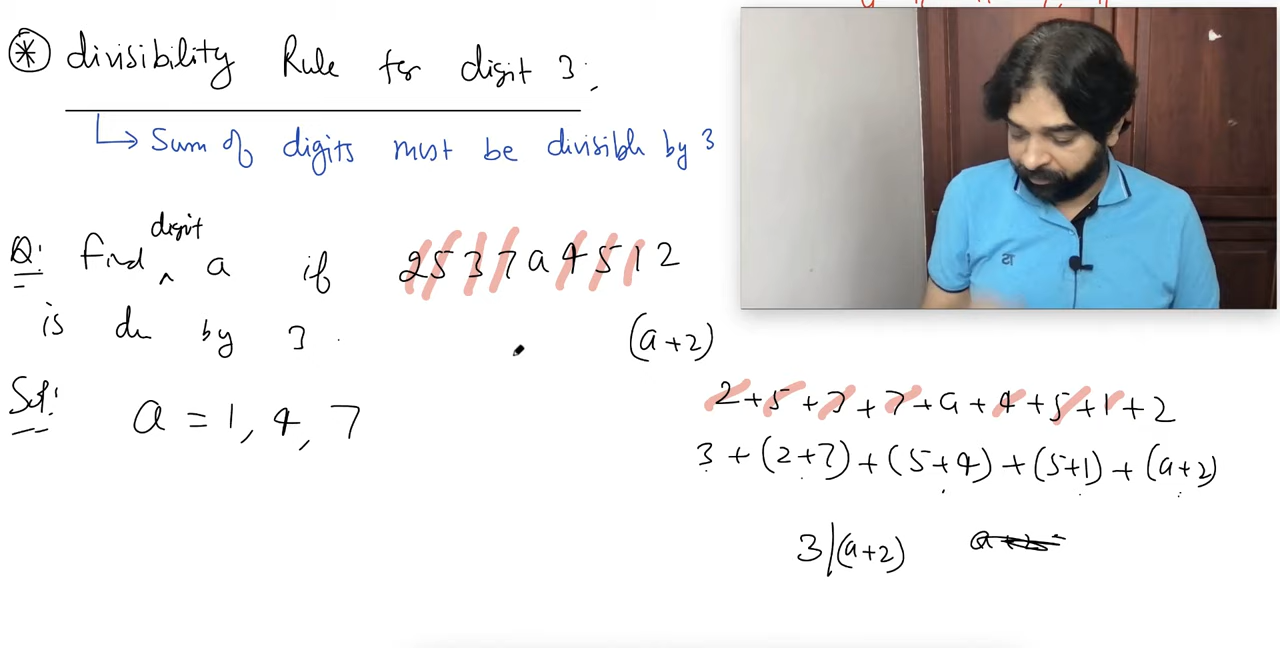 * divisibility Rule for digit 3,
↳ Sum of digits must be divisible by 3
Q: find digit a if 2537a4512
is div by 3.
(a+2)
Sol: a = 1, 4, 7
2+5+3+7+a+4+5+1+2
3+(2+7)+(5+4)+(5+1)+(a+2)
3|(a+2)